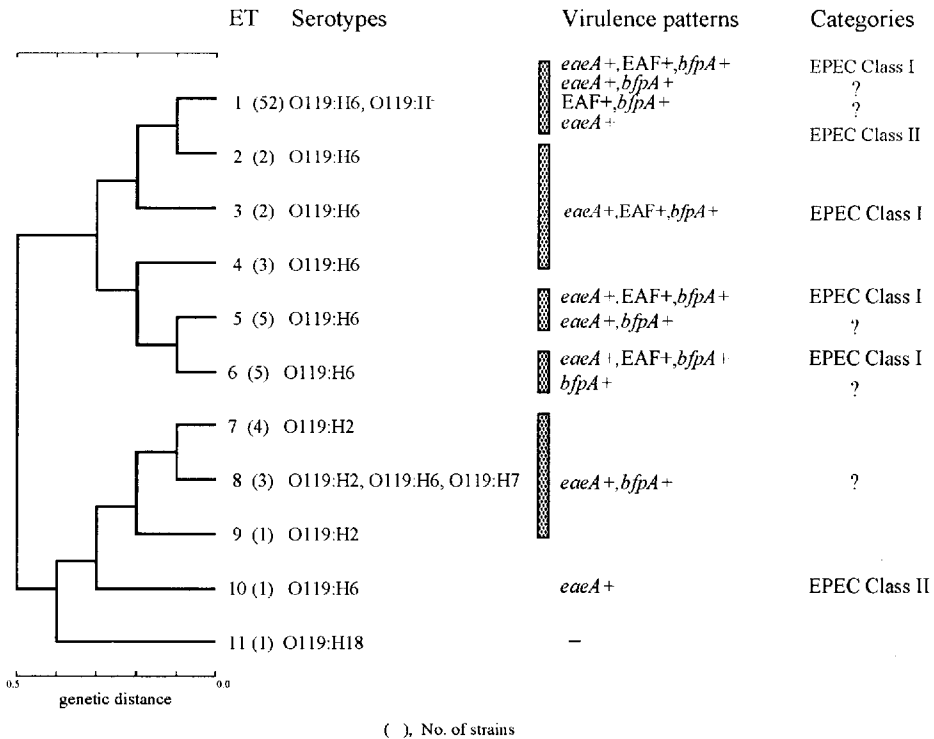 ET Serotypes Virulence patterns Categories
eaeA+,EAF+,bfpA+ EPEC Class I
eaeA+,bfpA+ ?
1 (52) O119:H6, O119:H- EAF+,bfpA+ ?
eaeA+ EPEC Class II
2 (2) O119:H6
3 (2) O119:H6 eaeA+,EAF+,bfpA+ EPEC Class I
4 (3) O119:H6
eaeA+,EAF+,bfpA+ EPEC Class I
5 (5) O119:H6 eaeA+,bfpA+ ?
eaeA+,EAF+,bfpA+ EPEC Class I
6 (5) O119:H6 bfpA+ ?
7 (4) O119:H2
8 (3) O119:H2, O119:H6, O119:H7 eaeA+,bfpA+ ?
9 (1) O119:H2
10 (1) O119:H6 eaeA+ EPEC Class II
11 (1) O119:H18 –
0.5 0.0
genetic distance
( ), No. of strains